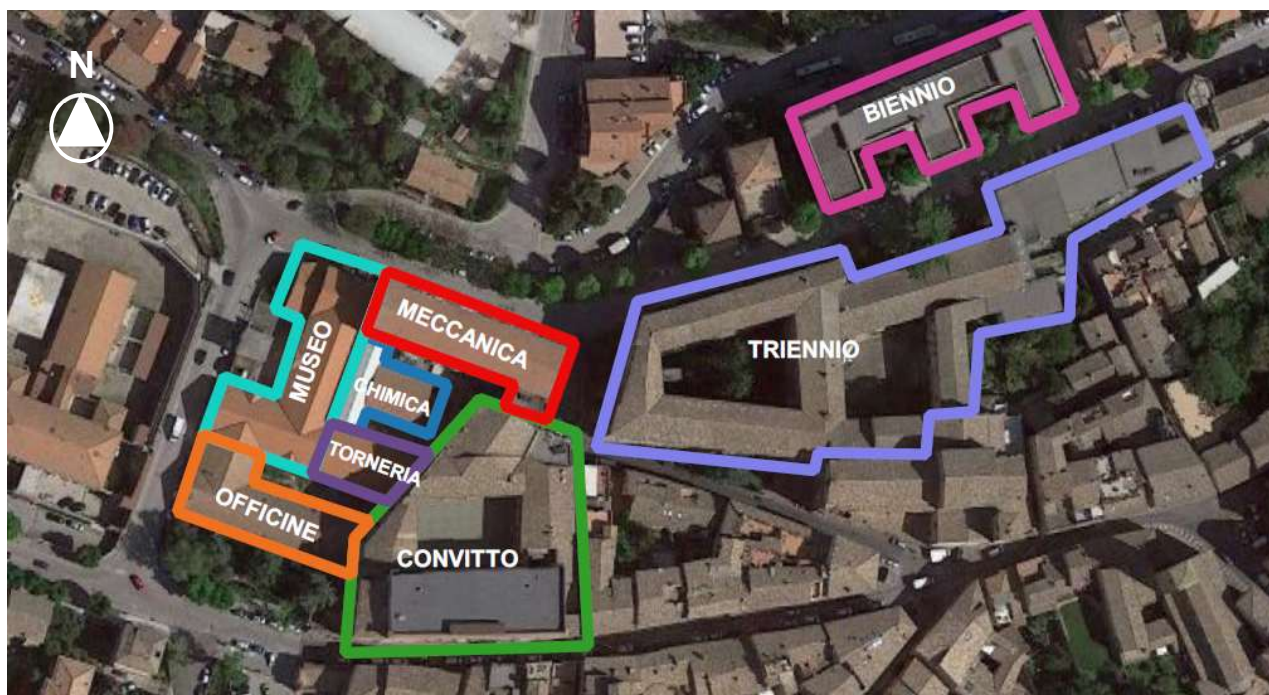 N
BIENNIO
MECCANICA
TRIENNIO
MUSEO
CHIMICA
TORNERIA
OFFICINE
CONVITTO